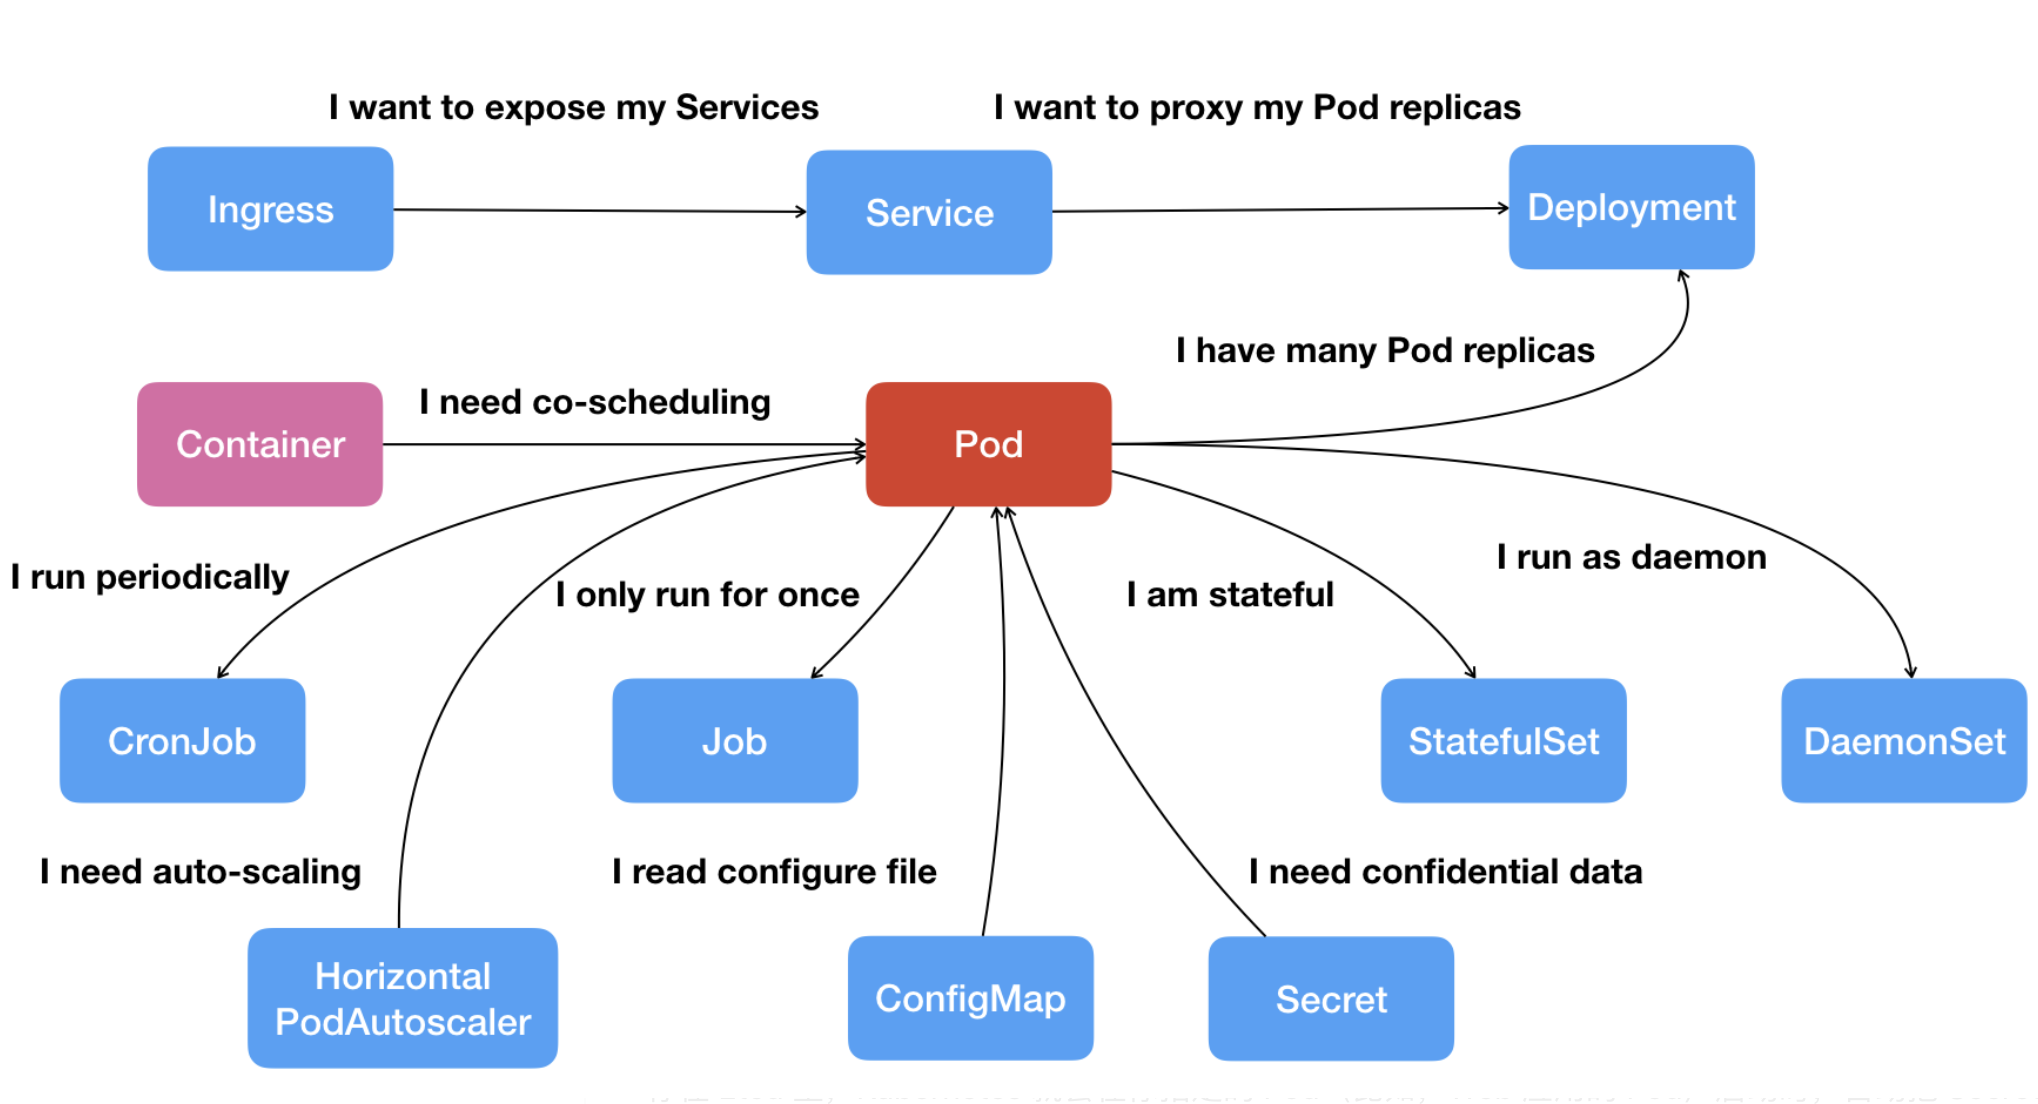 I want to expose my Services
I want to proxy my Pod replicas
Ingress
Service
Deployment
I have many Pod replicas
Container
I need co-scheduling
Pod
I run periodically
I only run for once
I am stateful
I run as daemon
CronJob
Job
StatefulSet
DaemonSet
I need auto-scaling
I read configure file
I need confidential data
Horizontal
PodAutoscaler
ConfigMap
Secret